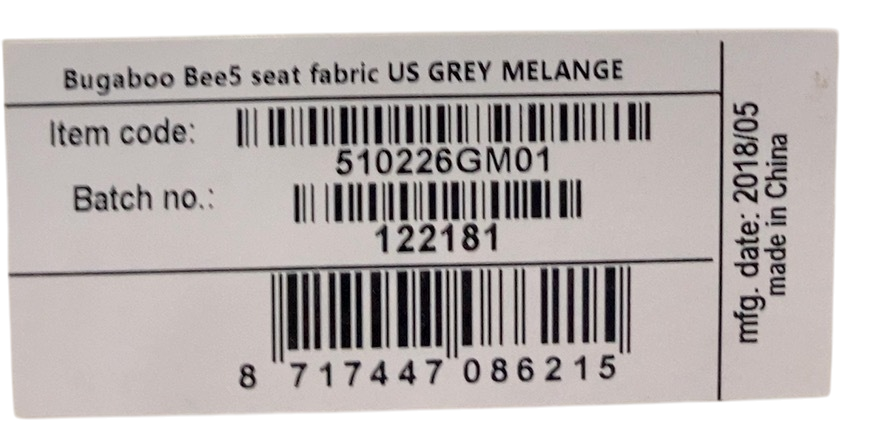 Bugaboo Bee5 seat fabric US GREY MELANGE
Item code:
510226GM01
Batch no.:
122181
8 717447 086215
mfg. date: 2018/05
made in China